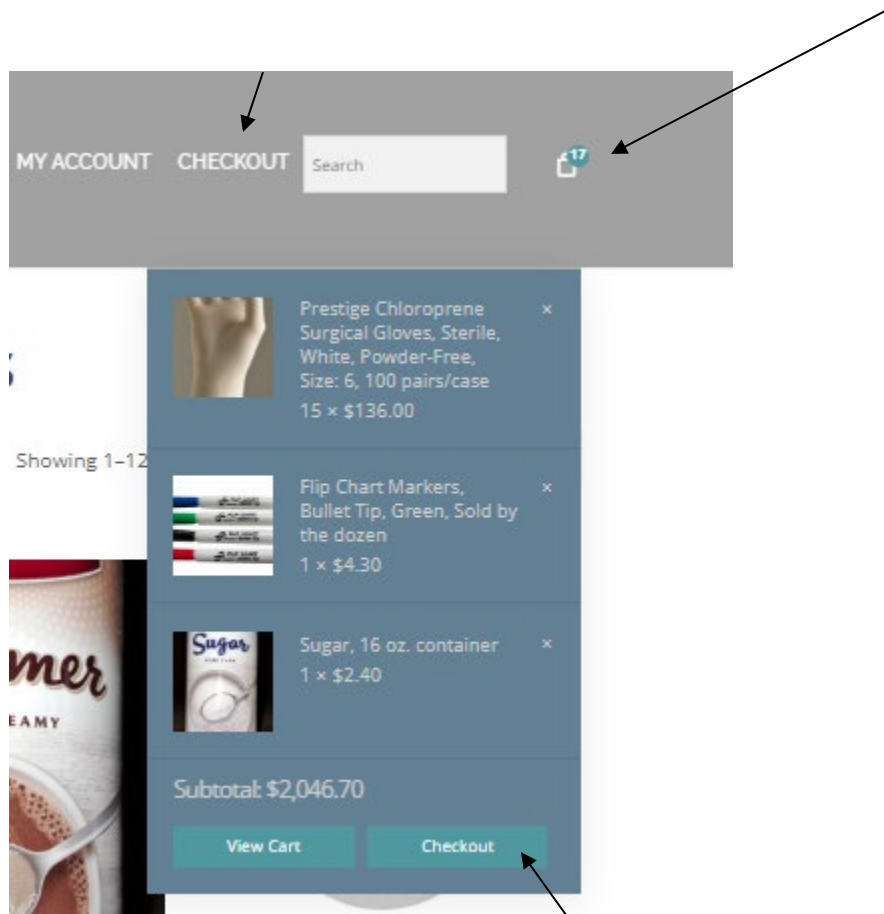 MY ACCOUNT CHECKOUT Search 17
Prestige Chloroprene ×
Surgical Gloves, Sterile,
White, Powder-Free,
Size: 6, 100 pairs/case
15 × $136.00
Showing 1–12
Flip Chart Markers, ×
Bullet Tip, Green, Sold by
the dozen
1 × $4.30
Sugar
Sugar, 16 oz. container ×
1 × $2.40
mer
EAMY
Subtotal: $2,046.70
View Cart Checkout